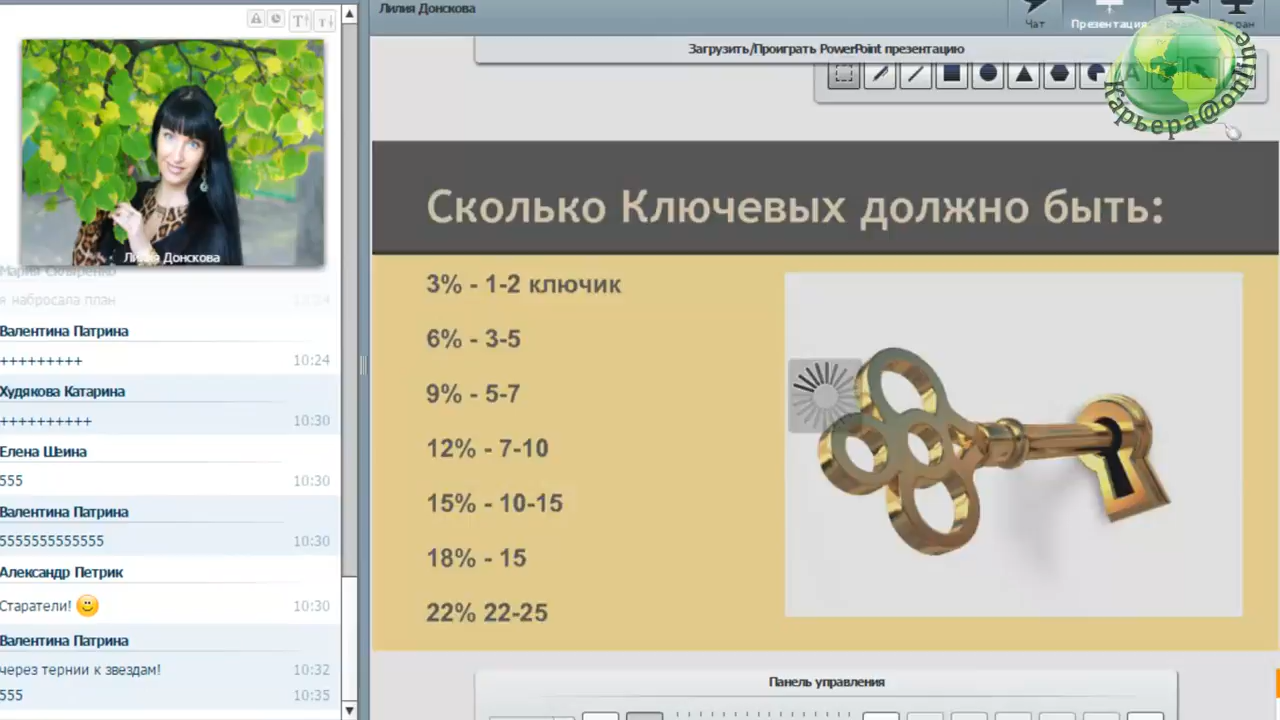 Лилия Донскова
Чат
Презентация
Загрузить/Проиграть PowerPoint презентацию
Карьера@online
Лилия Донскова
Мария Скляренко
я набросала план
Валентина Патрина
+++++++++ 10:24
Худякова Катарина
++++++++++ 10:30
Елена Шеина
555 10:30
Валентина Патрина
5555555555555 10:30
Александр Петрик
Старатели! 10:30
Валентина Патрина
через тернии к звездам! 10:32
555 10:35
Сколько Ключевых должно быть:
3% - 1-2 ключик
6% - 3-5
9% - 5-7
12% - 7-10
15% - 10-15
18% - 15
22% 22-25
Панель управления